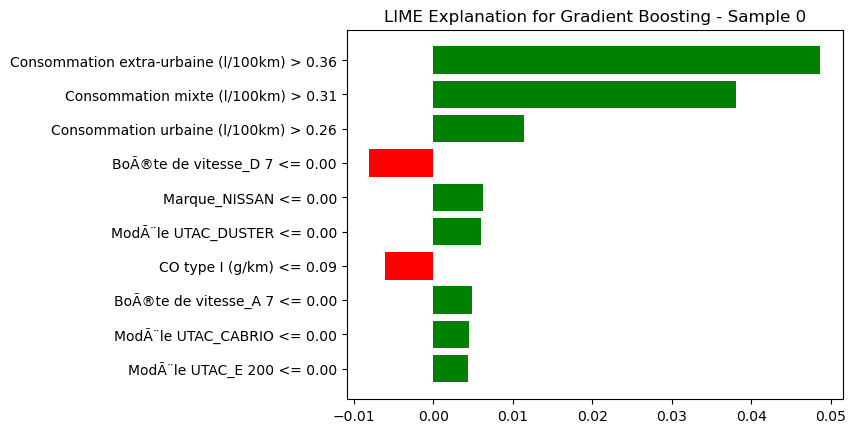 LIME Explanation for Gradient Boosting - Sample 0
Consommation extra-urbaine (l/100km) > 0.36
Consommation mixte (l/100km) > 0.31
Consommation urbaine (l/100km) > 0.26
BoÃ®te de vitesse_D 7 <= 0.00
Marque_NISSAN <= 0.00
ModÃ¨le UTAC_DUSTER <= 0.00
CO type I (g/km) <= 0.09
BoÃ®te de vitesse_A 7 <= 0.00
ModÃ¨le UTAC_CABRIO <= 0.00
ModÃ¨le UTAC_E 200 <= 0.00
−0.01 0.00 0.01 0.02 0.03 0.04 0.05